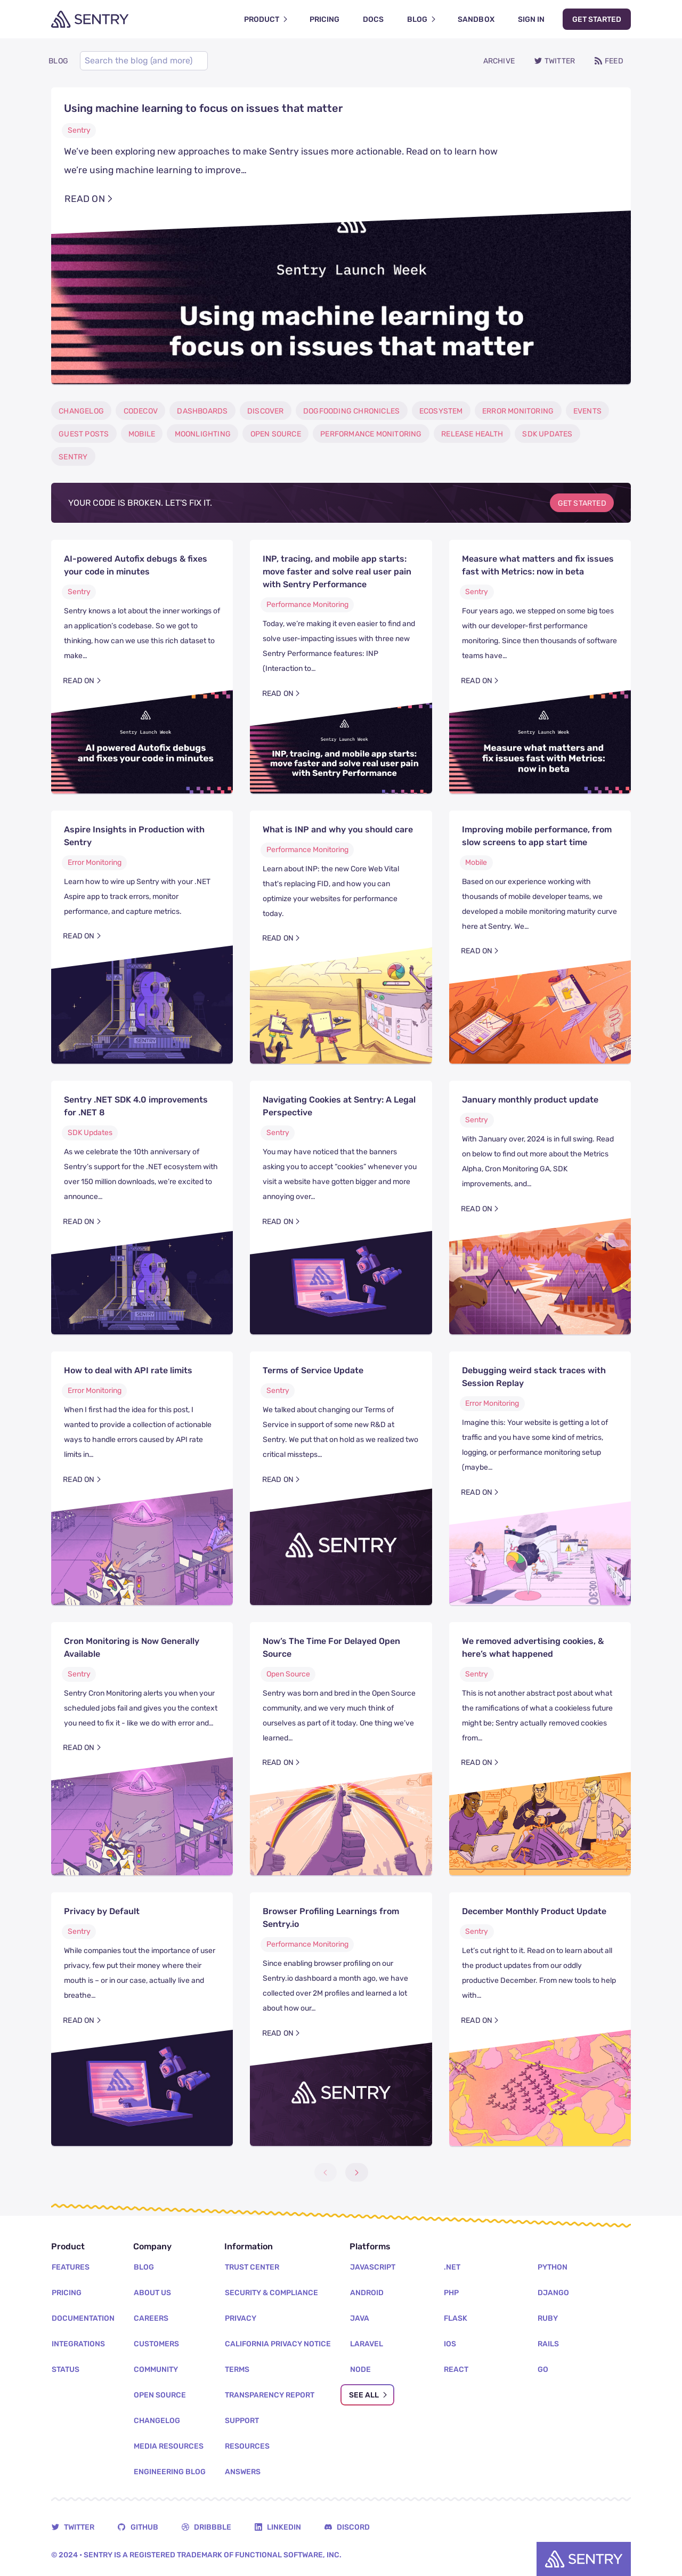 SENTRY
PRODUCT PRICING DOCS BLOG SANDBOX SIGN IN GET STARTED
BLOG Search the blog (and more) ARCHIVE TWITTER FEED
Using machine learning to focus on issues that matter
Sentry
We've been exploring new approaches to make Sentry issues more actionable. Read on to learn how
we're using machine learning to improve…
READ ON
Sentry Launch Week
Using machine learning to
focus on issues that matter
CHANGELOG CODECOV DASHBOARDS DISCOVER DOGFOODING CHRONICLES ECOSYSTEM ERROR MONITORING EVENTS
GUEST POSTS MOBILE MOONLIGHTING OPEN SOURCE PERFORMANCE MONITORING RELEASE HEALTH SDK UPDATES
SENTRY
YOUR CODE IS BROKEN. LET'S FIX IT. GET STARTED
AI-powered Autofix debugs & fixes
your code in minutes
Sentry
Sentry knows a lot about the inner workings of
an application's codebase. So we got to
thinking, how can we use this rich dataset to
make…
READ ON
Sentry Launch Week
AI powered Autofix debugs
and fixes your code in minutes
INP, tracing, and mobile app starts:
move faster and solve real user pain
with Sentry Performance
Performance Monitoring
Today, we're making it even easier to find and
solve user-impacting issues with three new
Sentry Performance features: INP
(Interaction to…
READ ON
Sentry Launch Week
INP, tracing, and mobile app starts:
move faster and solve real user pain
with Sentry Performance
Measure what matters and fix issues
fast with Metrics: now in beta
Sentry
Four years ago, we stepped on some big toes
with our developer-first performance
monitoring. Since then thousands of software
teams have…
READ ON
Sentry Launch Week
Measure what matters and
fix issues fast with Metrics:
now in beta
Aspire Insights in Production with
Sentry
Error Monitoring
Learn how to wire up Sentry with your .NET
Aspire app to track errors, monitor
performance, and capture metrics.
READ ON
What is INP and why you should care
Performance Monitoring
Learn about INP: the new Core Web Vital
that's replacing FID, and how you can
optimize your websites for performance
today.
READ ON
Improving mobile performance, from
slow screens to app start time
Mobile
Based on our experience working with
thousands of mobile developer teams, we
developed a mobile monitoring maturity curve
here at Sentry. We…
READ ON
Sentry .NET SDK 4.0 improvements
for .NET 8
SDK Updates
As we celebrate the 10th anniversary of
Sentry's support for the .NET ecosystem with
over 150 million downloads, we're excited to
announce…
READ ON
Navigating Cookies at Sentry: A Legal
Perspective
Sentry
You may have noticed that the banners
asking you to accept "cookies" whenever you
visit a website have gotten bigger and more
annoying over…
READ ON
January monthly product update
Sentry
With January over, 2024 is in full swing. Read
on below to find out more about the Metrics
Alpha, Cron Monitoring GA, SDK
improvements, and…
READ ON
How to deal with API rate limits
Error Monitoring
When I first had the idea for this post, I
wanted to provide a collection of actionable
ways to handle errors caused by API rate
limits in…
READ ON
Terms of Service Update
Sentry
We talked about changing our Terms of
Service in support of some new R&D at
Sentry. We put that on hold as we realized two
critical missteps…
READ ON
SENTRY
Debugging weird stack traces with
Session Replay
Error Monitoring
Imagine this: Your website is getting a lot of
traffic and you have some kind of metrics,
logging, or performance monitoring setup
(maybe…
READ ON
Cron Monitoring is Now Generally
Available
Sentry
Sentry Cron Monitoring alerts you when your
scheduled jobs fail and gives you the context
you need to fix it - like we do with error and…
READ ON
Now's The Time For Delayed Open
Source
Open Source
Sentry was born and bred in the Open Source
community, and we very much think of
ourselves as part of it today. One thing we've
learned…
READ ON
We removed advertising cookies, &
here's what happened
Sentry
This is not another abstract post about what
the ramifications of what a cookieless future
might be; Sentry actually removed cookies
from…
READ ON
Privacy by Default
Sentry
While companies tout the importance of user
privacy, few put their money where their
mouth is – or in our case, actually live and
breathe…
READ ON
Browser Profiling Learnings from
Sentry.io
Performance Monitoring
Since enabling browser profiling on our
Sentry.io dashboard a month ago, we have
collected over 2M profiles and learned a lot
about how our…
READ ON
SENTRY
December Monthly Product Update
Sentry
Let's cut right to it. Read on to learn about all
the product updates from our oddly
productive December. From new tools to help
with…
READ ON
Product
FEATURES
PRICING
DOCUMENTATION
INTEGRATIONS
STATUS
Company
BLOG
ABOUT US
CAREERS
CUSTOMERS
COMMUNITY
OPEN SOURCE
CHANGELOG
MEDIA RESOURCES
ENGINEERING BLOG
Information
TRUST CENTER
SECURITY & COMPLIANCE
PRIVACY
CALIFORNIA PRIVACY NOTICE
TERMS
TRANSPARENCY REPORT
SUPPORT
RESOURCES
ANSWERS
Platforms
JAVASCRIPT .NET PYTHON
ANDROID PHP DJANGO
JAVA FLASK RUBY
LARAVEL IOS RAILS
NODE REACT GO
SEE ALL
TWITTER GITHUB DRIBBBLE LINKEDIN DISCORD
© 2024 • SENTRY IS A REGISTERED TRADEMARK OF FUNCTIONAL SOFTWARE, INC.
SENTRY